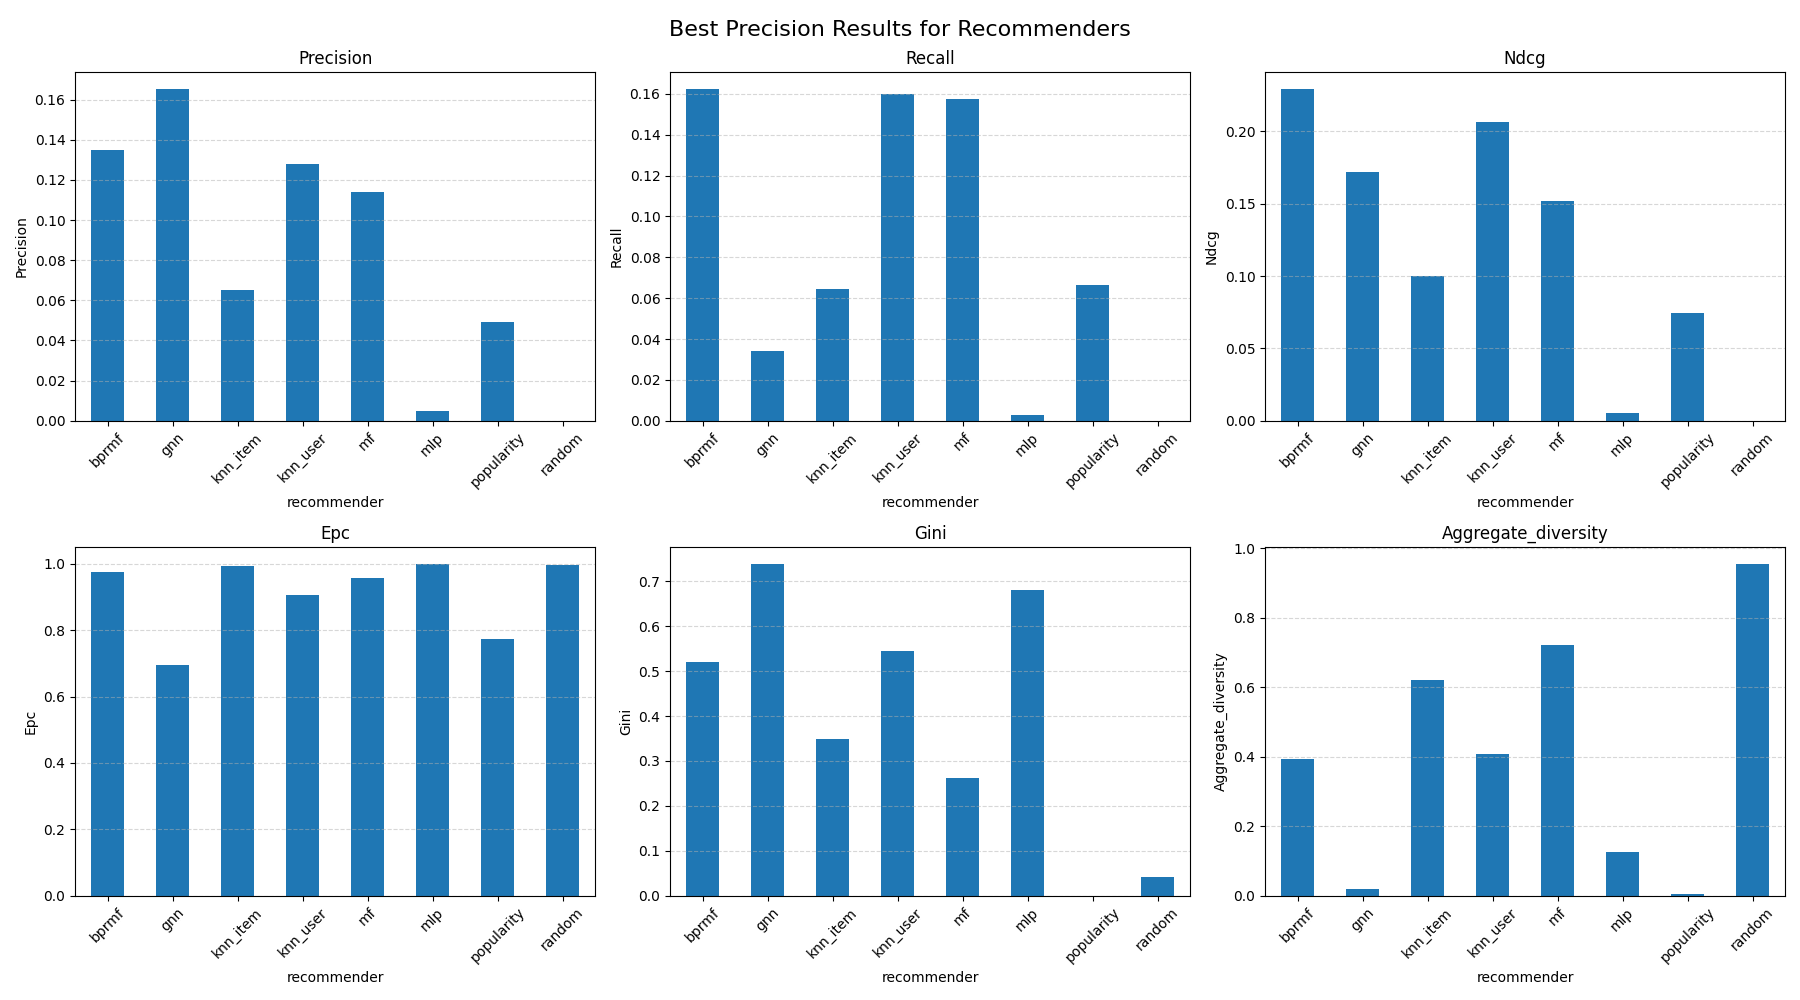 Best Precision Results for Recommenders
Precision
Precision
0.16
0.14
0.12
0.10
0.08
0.06
0.04
0.02
0.00
bprmf
gnn
knn_item
knn_user
mf
mlp
popularity
random
recommender
Recall
Recall
0.16
0.14
0.12
0.10
0.08
0.06
0.04
0.02
0.00
bprmf
gnn
knn_item
knn_user
mf
mlp
popularity
random
recommender
Ndcg
Ndcg
0.20
0.15
0.10
0.05
0.00
bprmf
gnn
knn_item
knn_user
mf
mlp
popularity
random
recommender
Epc
Epc
1.0
0.8
0.6
0.4
0.2
0.0
bprmf
gnn
knn_item
knn_user
mf
mlp
popularity
random
recommender
Gini
Gini
0.7
0.6
0.5
0.4
0.3
0.2
0.1
0.0
bprmf
gnn
knn_item
knn_user
mf
mlp
popularity
random
recommender
Aggregate_diversity
Aggregate_diversity
1.0
0.8
0.6
0.4
0.2
0.0
bprmf
gnn
knn_item
knn_user
mf
mlp
popularity
random
recommender